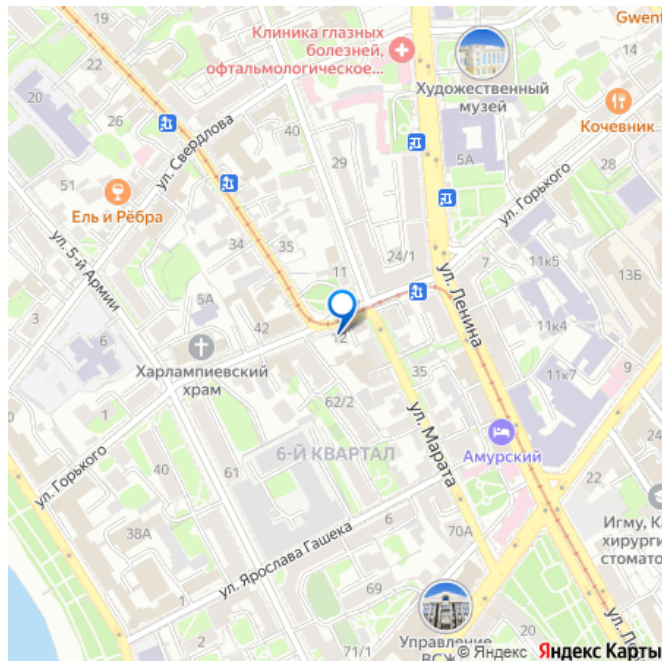 19
20
26
51
Ель и Рёбра
ул. Свердлова
40
29
Клиника глазных
болезней,
офтальмологическое...
Художественный
музей
5А
Gwent
Кочевник
28
ул. Горького
ул. 5-й Армии
34
35
24/1
11
7
11к5
13Б
5А
3
6
42
Харлампиевский
храм
12
ул. Ленина
11к4
11к7
35
9
1
62/2
ул. Марата
Амурский
22
6-Й КВАРТАЛ
ул. Горького
40
61
38А
6
70А
Игму, К
хирурги
стомато
ул. Ярослава Гашека
69
1
2
2
71/1
Управление
ВСЖ
© Яндекс Яндекс Карты